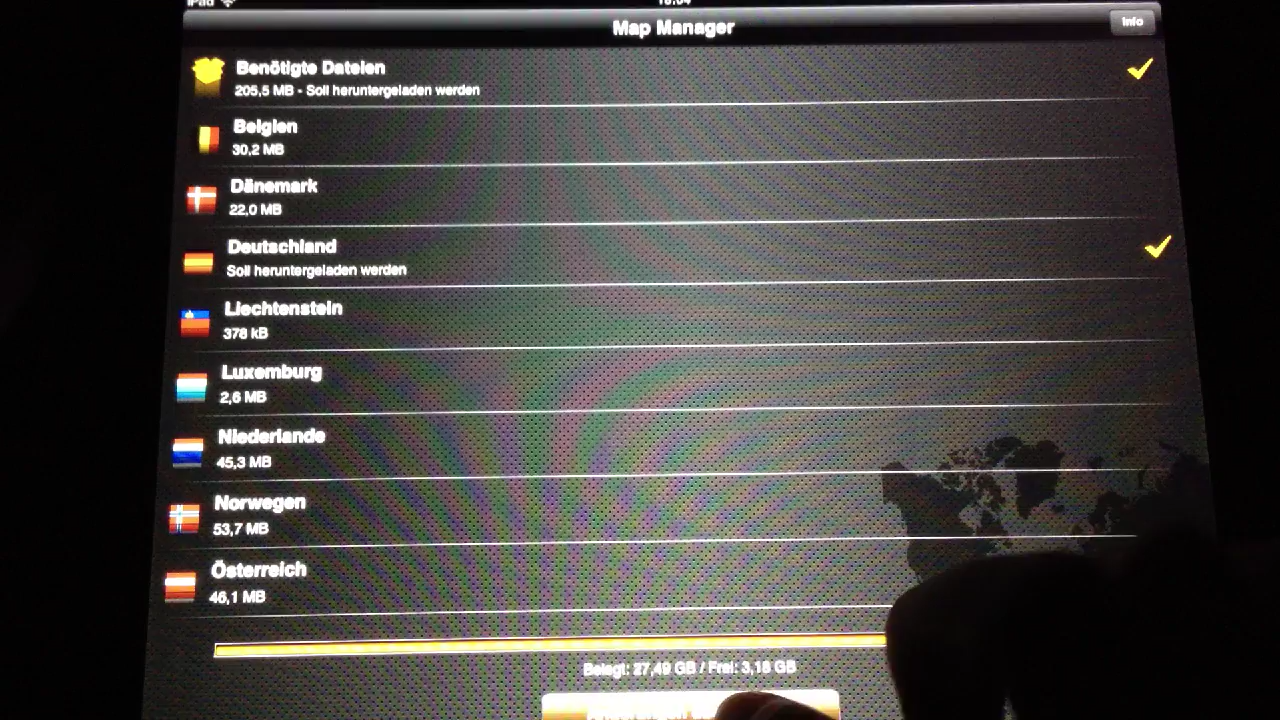 iPad
Map Manager
Info
Benötigte Dateien
205,5 MB - Soll heruntergeladen werden
Belgien
30,2 MB
Dänemark
22,0 MB
Deutschland
Soll heruntergeladen werden
Liechtenstein
378 kB
Luxemburg
2,6 MB
Niederlande
45,3 MB
Norwegen
53,7 MB
Österreich
46,1 MB
Belegt: 27,49 GB / Frei: 3,18 GB